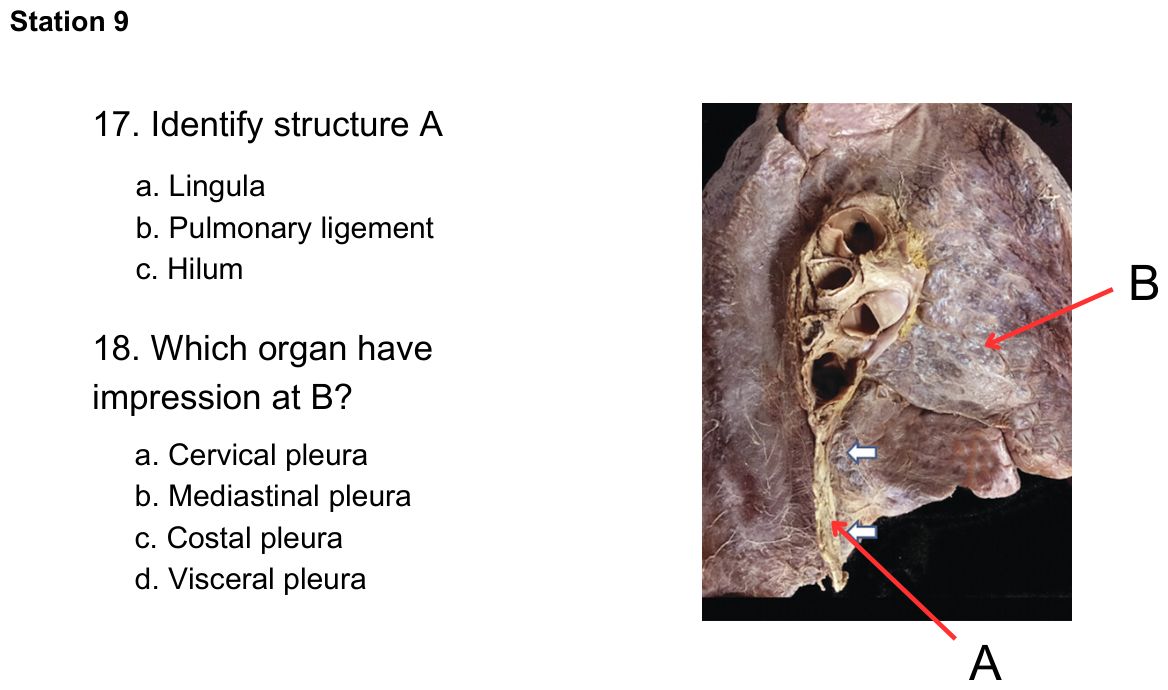 Station 9
17. Identify structure A
a. Lingula
b. Pulmonary ligement
c. Hilum
18. Which organ have
impression at B?
a. Cervical pleura
b. Mediastinal pleura
c. Costal pleura
d. Visceral pleura
B
A